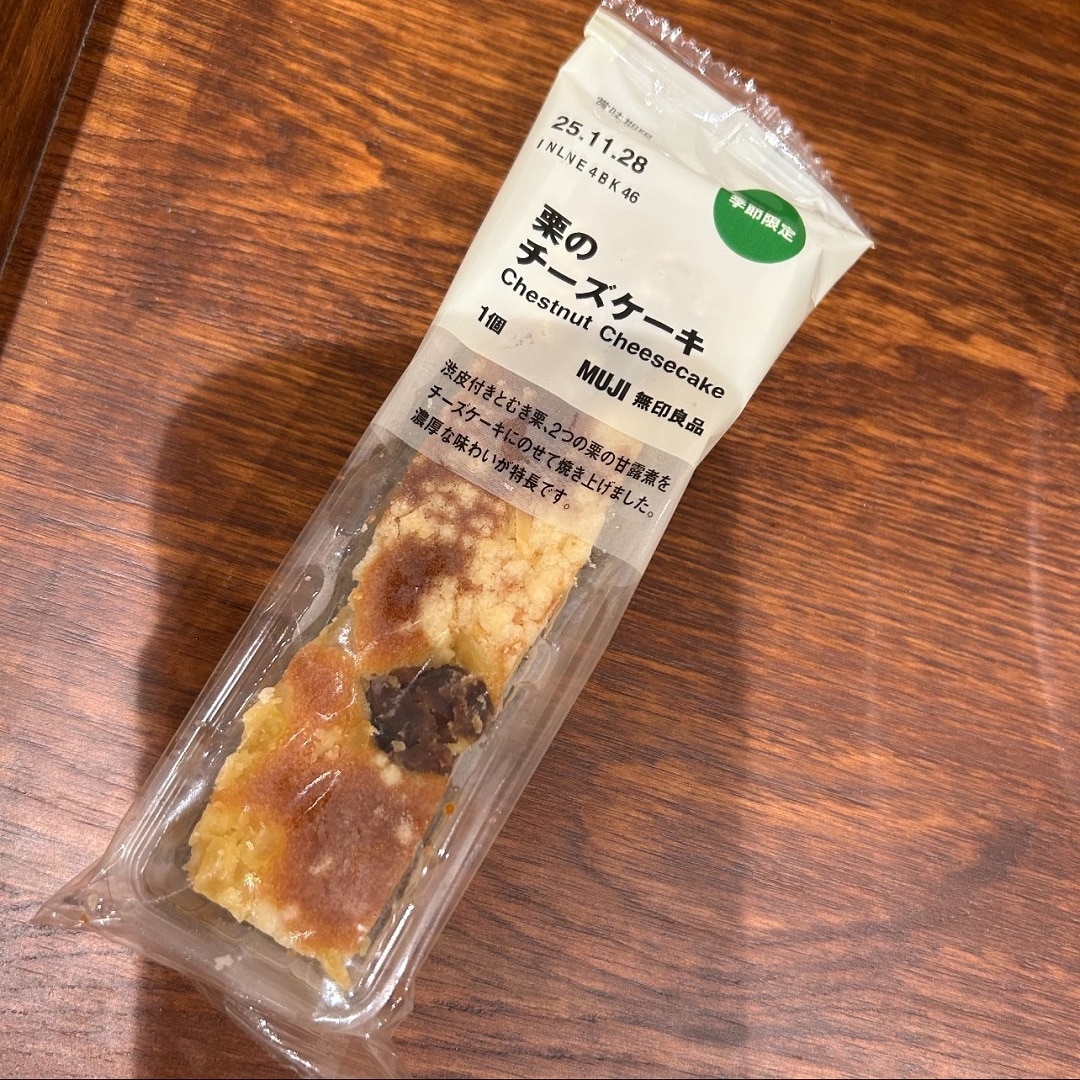 賞味期限
25.11.28
INLNE4BK46
季節限定
栗の
チーズケーキ
Chestnut Cheesecake
1個
MUJI 無印良品
渋皮付きとむき栗、2つの栗の甘露煮を
チーズケーキにのせて焼き上げました。
濃厚な味わいが特長です。